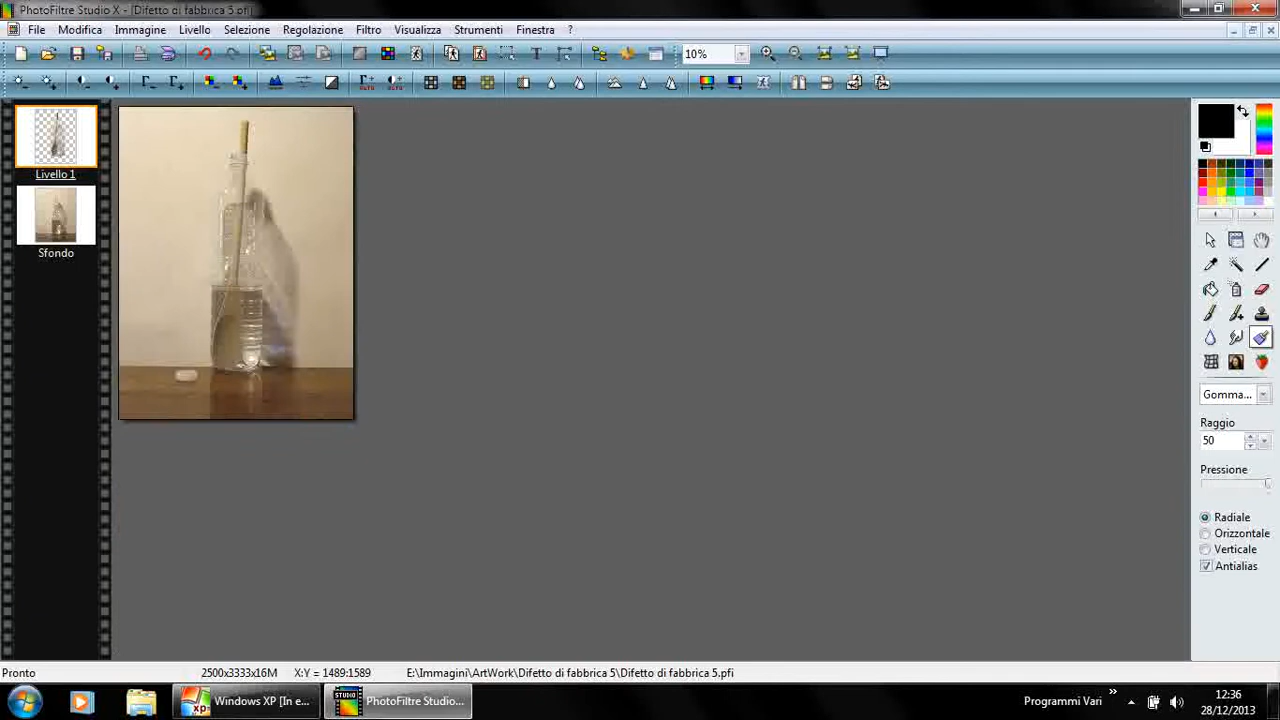 PhotoFiltre Studio X - [Difetto di fabbrica 5.pfi]
File Modifica Immagine Livello Selezione Regolazione Filtro Visualizza Strumenti Finestra ?
10%
Livello 1
Sfondo
Gomma...
Raggio
50
Pressione
Radiale
Orizzontale
Verticale
Antialias
Pronto 2500x3333x16M X:Y = 1489:1589 E:\Immagini\ArtWork\Difetto di fabbrica 5\Difetto di fabbrica 5.pfi
Windows XP [In e... PhotoFiltre Studio... Programmi Vari 12:36
28/12/2013